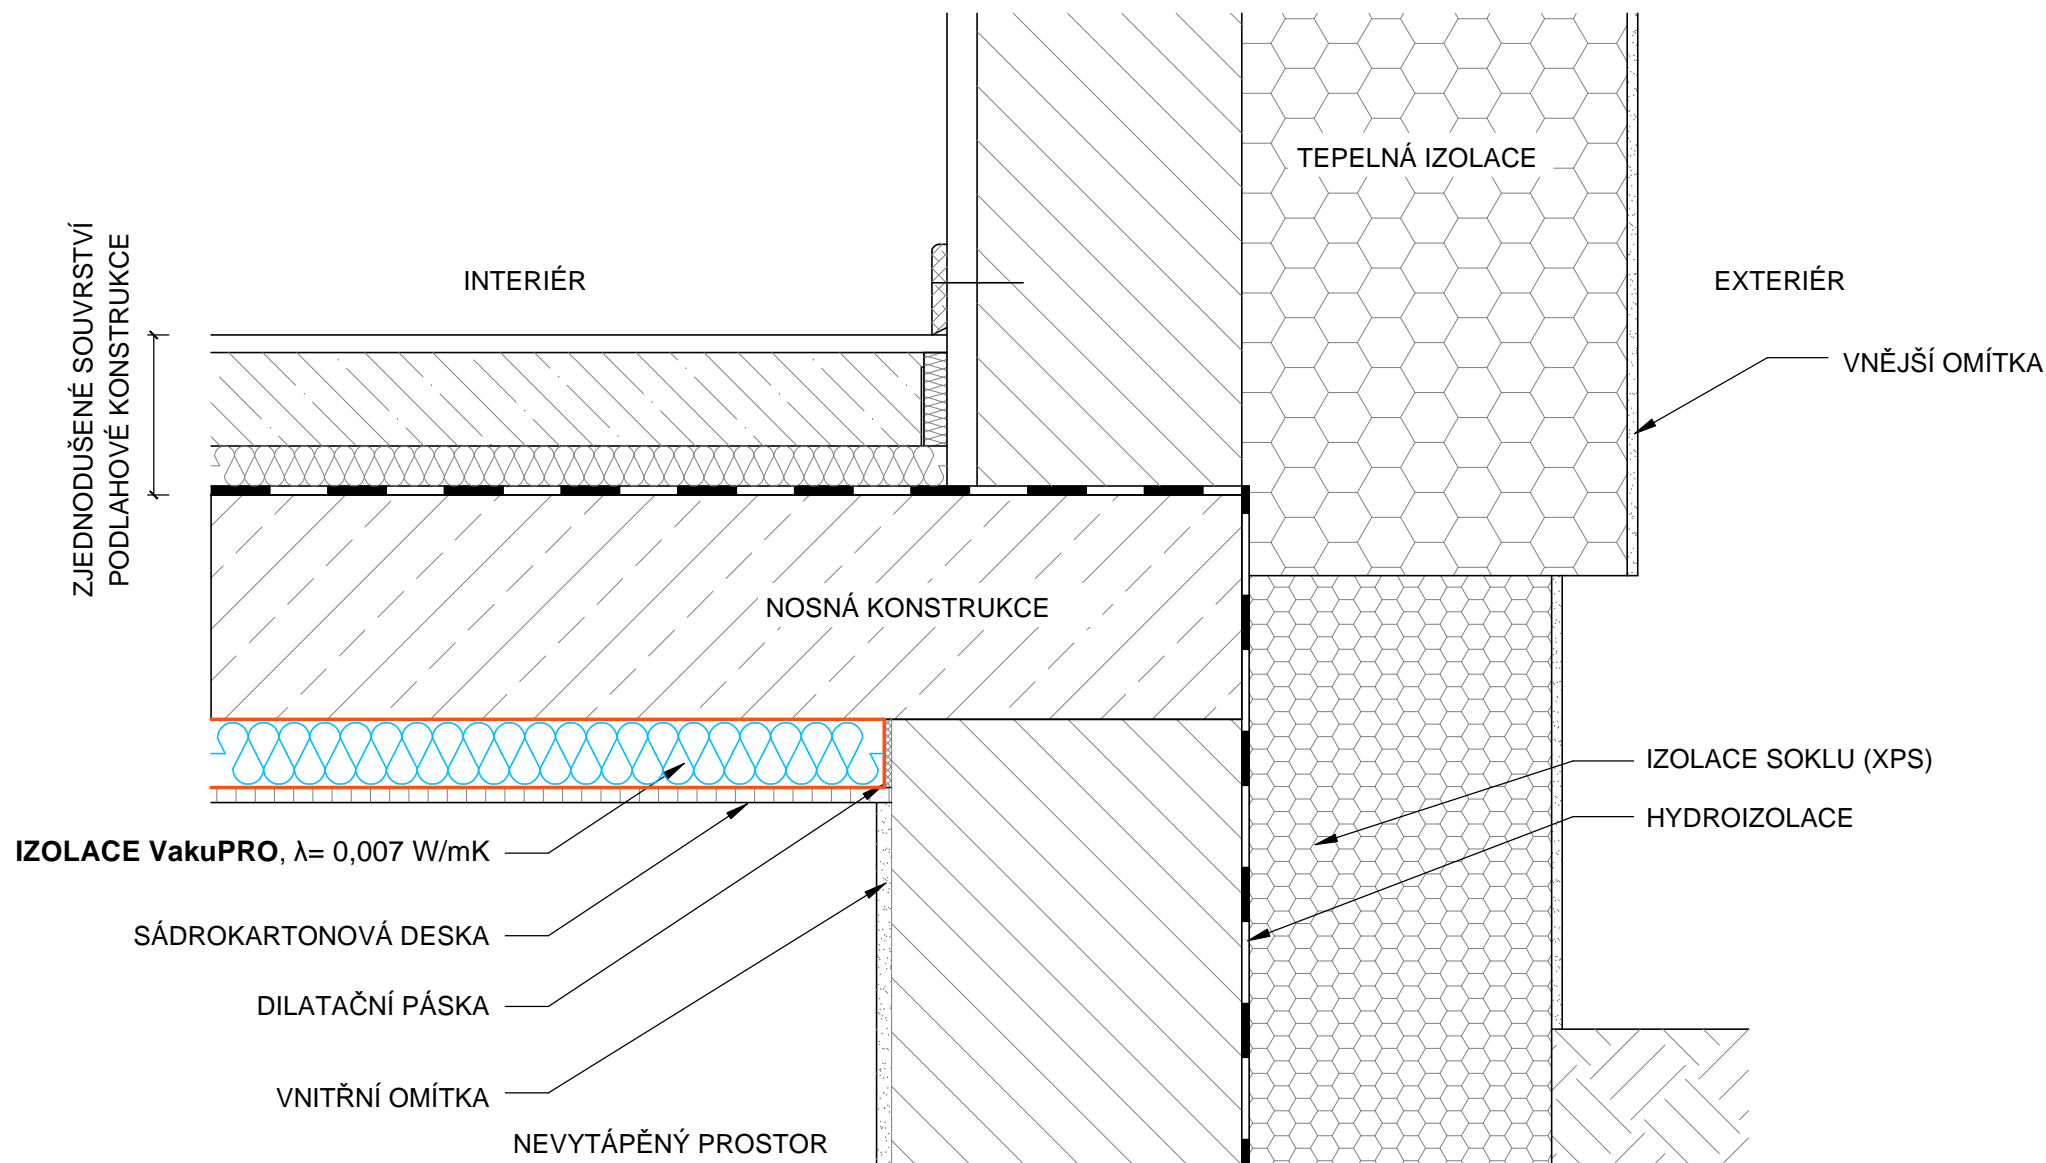 TEPELNÁ IZOLACE
ZJEDNODUŠENÉ SOUVRSTVÍ
PODLAHOVÉ KONSTRUKCE
INTERIÉR
EXTERIÉR
VNĚJŠÍ OMÍTKA
NOSNÁ KONSTRUKCE
IZOLACE SOKLU (XPS)
HYDROIZOLACE
IZOLACE VakuPRO, λ= 0,007 W/mK
SÁDROKARTONOVÁ DESKA
DILATAČNÍ PÁSKA
VNITŘNÍ OMÍTKA
NEVYTÁPĚNÝ PROSTOR